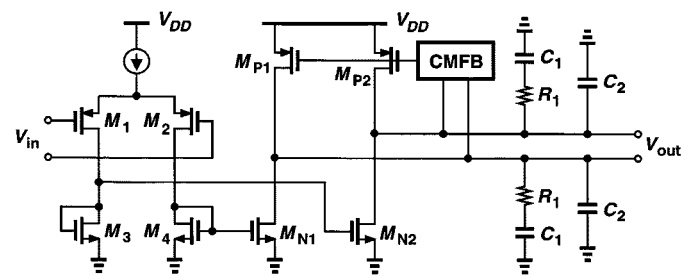 V_DD
V_DD
M_P1
M_P2
CMFB
C_1
R_1
C_2
V_in
M_1
M_2
V_out
M_3
M_4
M_N1
M_N2
R_1
C_1
C_2